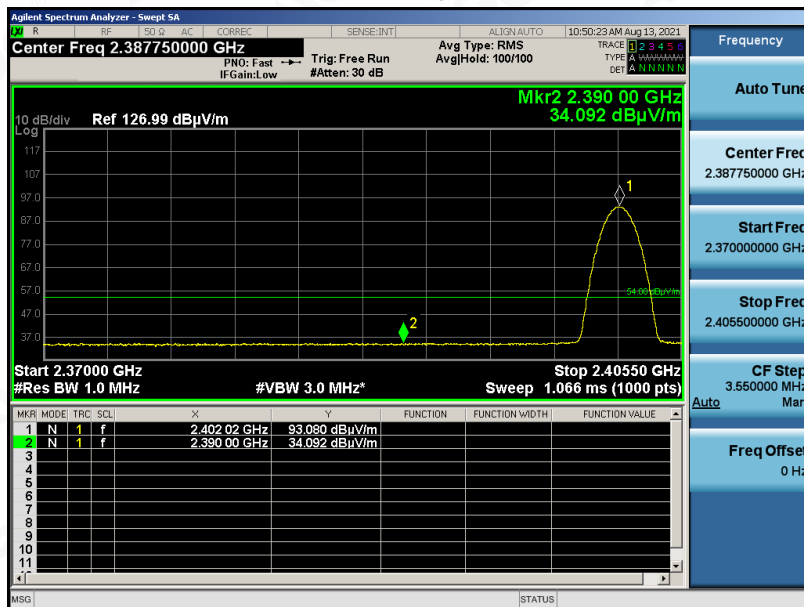 Agilent Spectrum Analyzer - Swept SA
LXI R RF 50 Ω AC CORREC SENSE:INT ALIGN AUTO 10:50:23 AM Aug 13, 2021
Center Freq 2.387750000 GHz
PNO: Fast
IFGain:Low
Trig: Free Run
#Atten: 30 dB
Avg Type: RMS
Avg|Hold: 100/100
TRACE 1 2 3 4 5 6
TYPE A WWWWW
DET A N N N N N
Mkr2 2.390 00 GHz
34.092 dBµV/m
10 dB/div Ref 126.99 dBµV/m
Log
117
107
97.0
87.0
77.0
67.0
57.0
47.0
37.0
1
2
54.00 dBµV/m
Start 2.37000 GHz Stop 2.40550 GHz
#Res BW 1.0 MHz #VBW 3.0 MHz* Sweep 1.066 ms (1000 pts)
MKR MODE TRC SCL X Y FUNCTION FUNCTION WIDTH FUNCTION VALUE
1 N 1 f 2.402 02 GHz 93.080 dBµV/m
2 N 1 f 2.390 00 GHz 34.092 dBµV/m
3
4
5
6
7
8
9
10
11
MSG STATUS
Frequency
Auto Tune
Center Freq
2.387750000 GHz
Start Freq
2.370000000 GHz
Stop Freq
2.405500000 GHz
CF Step
3.550000 MHz
Auto Man
Freq Offset
0 Hz